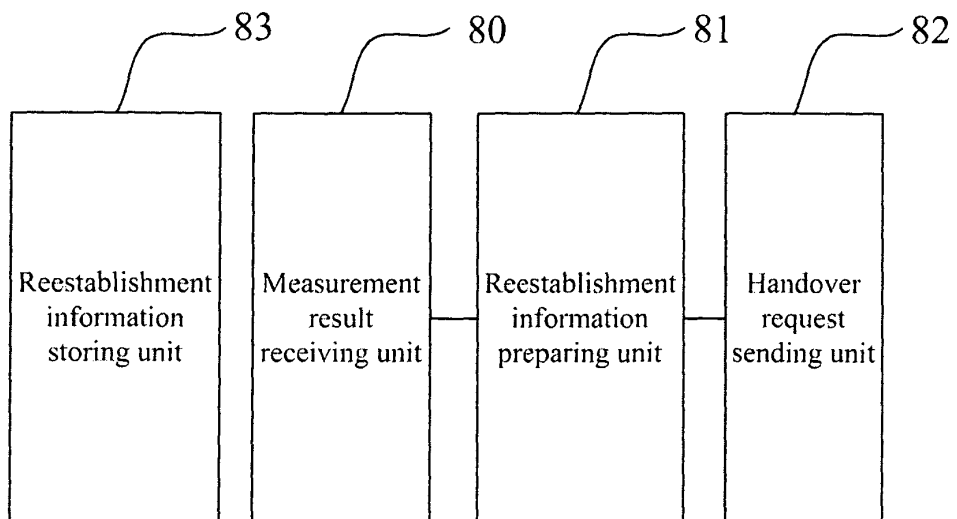 83
80
81
82
Reestablishment
information
storing unit
Measurement
result
receiving unit
Reestablishment
information
preparing unit
Handover
request
sending unit